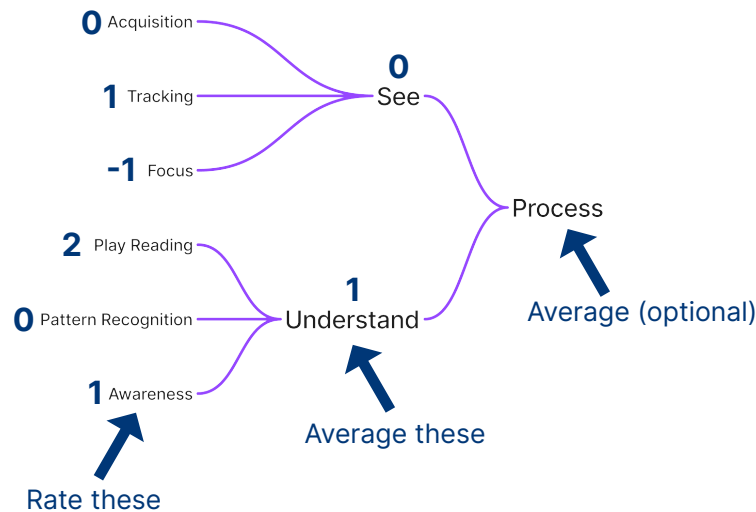 0 Acquisition
0
1 Tracking
See
-1 Focus
Process
2 Play Reading
1
Average (optional)
0 Pattern Recognition
Understand
1 Awareness
Average these
Rate these